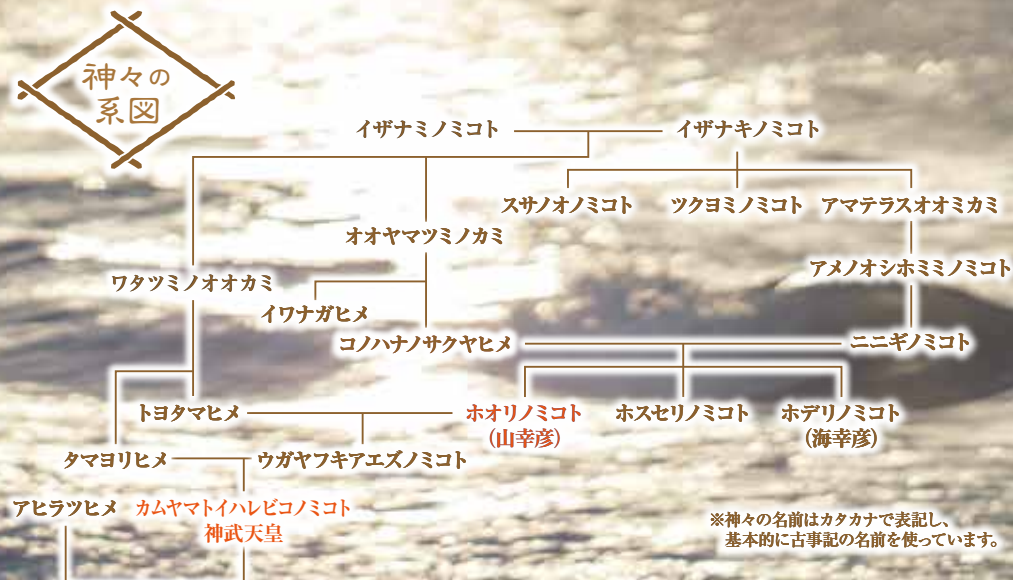 神々の
系図
イザナミノミコト
イザナキノミコト
スサノオノミコト
ツクヨミノミコト
アマテラスオオミカミ
オオヤマツミノカミ
アメノオシホミミノミコト
ワタツミノオオカミ
イワナガヒメ
コノハナノサクヤヒメ
ニニギノミコト
トヨタマヒメ
ホオリノミコト
(山幸彦)
ホスセリノミコト
ホデリノミコト
(海幸彦)
タマヨリヒメ
ウガヤフキアエズノミコト
アヒラツヒメ
カムヤマトイハレビコノミコト
神武天皇
※神々の名前はカタカナで表記し、
基本的に古事記の名前を使っています。